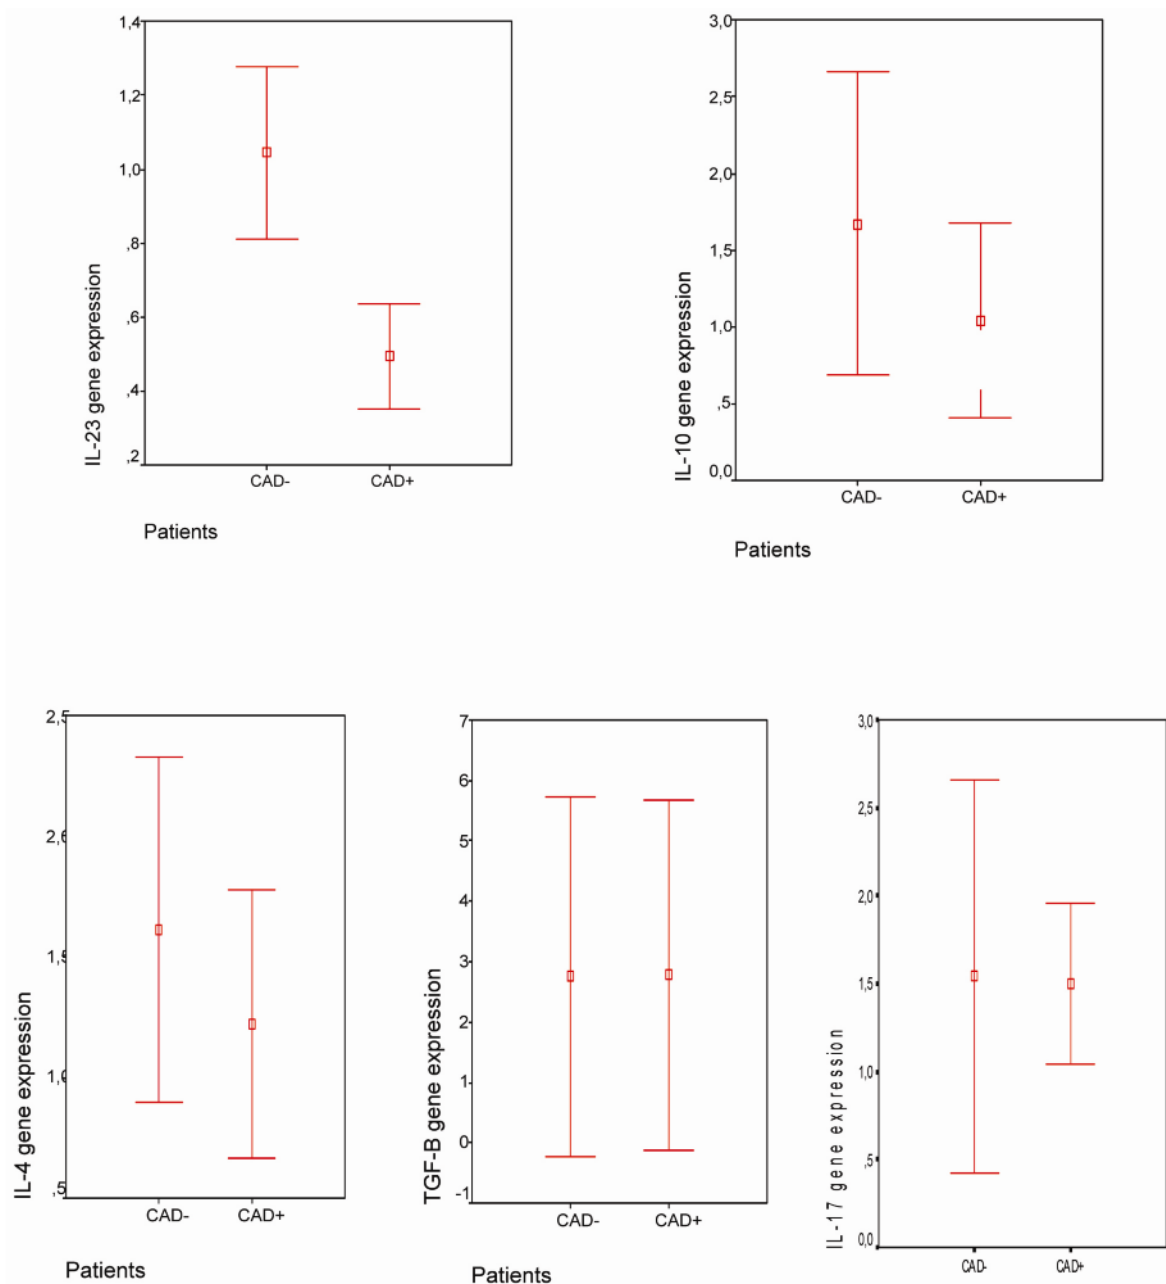 1,4
1,2
1,0
,8
,6
,4
,2
IL-23 gene expression
CAD- CAD+
Patients
3,0
2,5
2,0
1,5
1,0
,5
0,0
IL-10 gene expression
CAD- CAD+
Patients
2,5
2,0
1,5
1,0
,5
IL-4 gene expression
CAD- CAD+
Patients
7
6
5
4
3
2
1
0
-1
TGF-B gene expression
CAD- CAD+
Patients
3,0
2,5
2,0
1,5
1,0
,5
0,0
IL-17 gene expression
CAD- CAD+